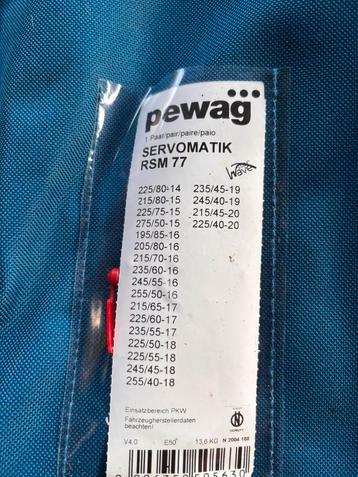 pewag
1 Paar/pair/paire/paio
SERVOMATIK
RSM 77
Wave
225/80-14
215/80-15
225/75-15
275/50-15
195/85-16
205/80-16
215/70-16
235/60-16
245/55-16
255/50-16
215/65-17
225/60-17
235/55-17
225/50-18
225/55-18
245/45-18
255/40-18
235/45-19
245/40-19
215/45-20
225/40-20
Einsatzbereich PKW
Fahrzeugherstellerdaten
beachten!
V4.0 E50° 13,6 KG N 2004 188